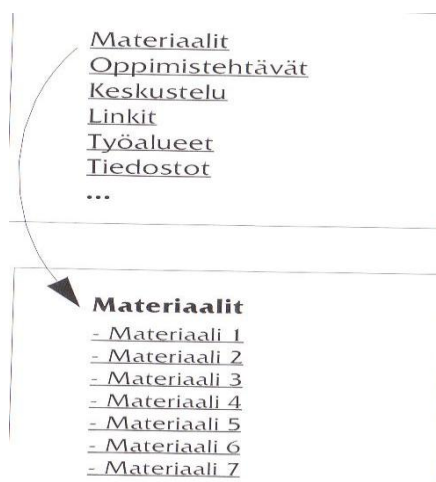 Materiaalit
Oppimistehtävät
Keskustelu
Linkit
Työalueet
Tiedostot
...
Materiaalit
- Materiaali 1
- Materiaali 2
- Materiaali 3
- Materiaali 4
- Materiaali 5
- Materiaali 6
- Materiaali 7